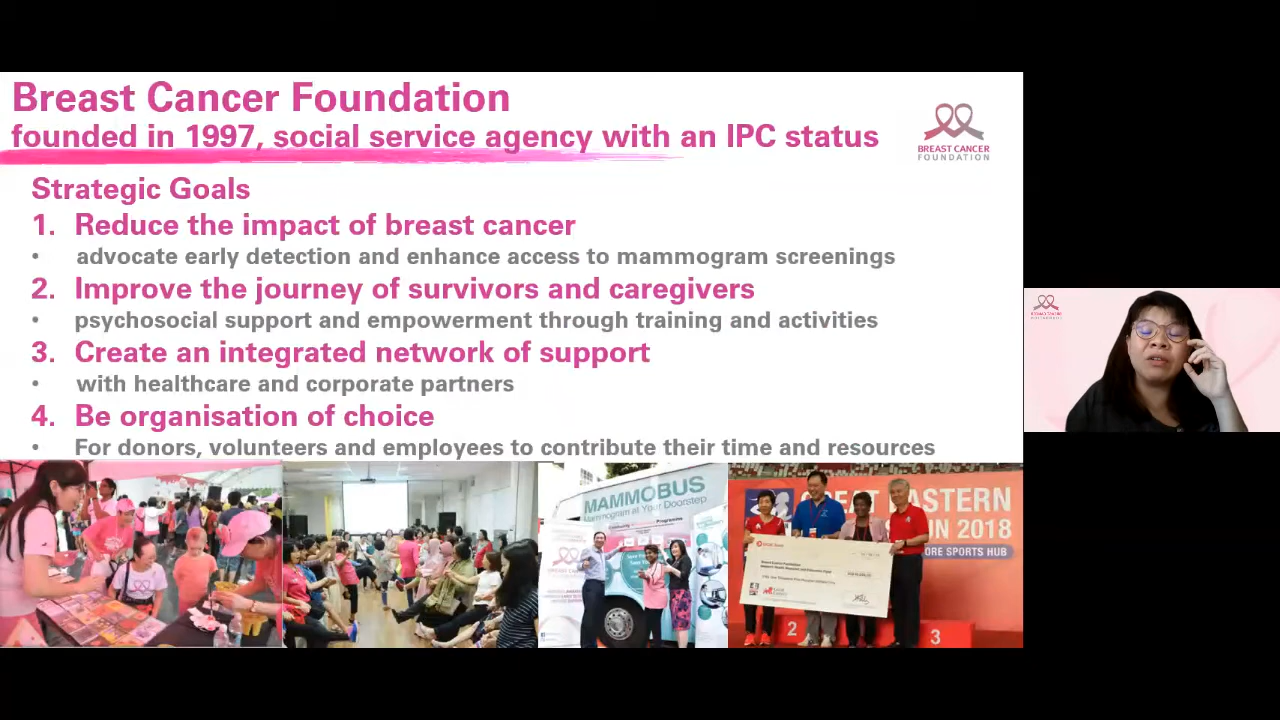 Breast Cancer Foundation
founded in 1997, social service agency with an IPC status
BREAST CANCER
FOUNDATION
Strategic Goals
1. Reduce the impact of breast cancer
• advocate early detection and enhance access to mammogram screenings
2. Improve the journey of survivors and caregivers
• psychosocial support and empowerment through training and activities
3. Create an integrated network of support
• with healthcare and corporate partners
4. Be organisation of choice
• For donors, volunteers and employees to contribute their time and resources
MAMMOBUS
Mammogram at Your Doorstep
GREAT EASTERN
N 2018
ORE SPORTS HUB
2
3